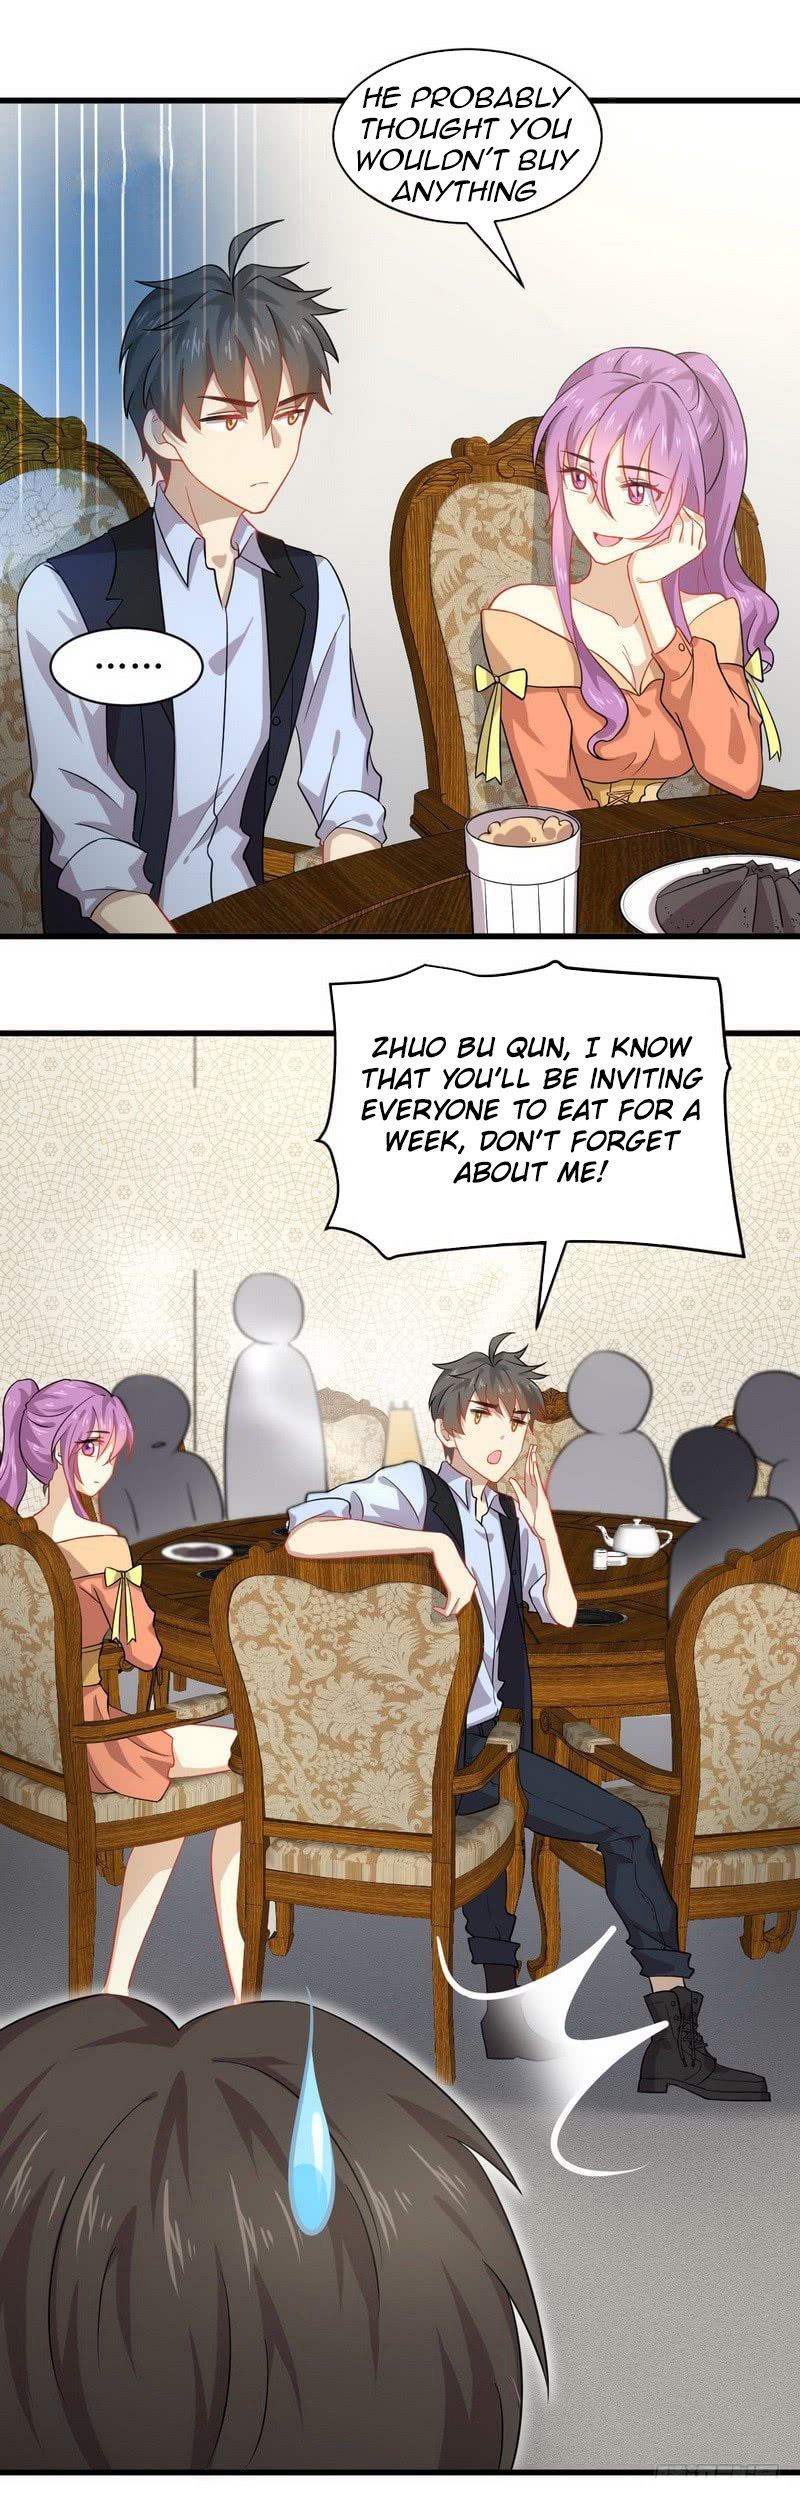 HE PROBABLY
THOUGHT YOU
WOULDN'T BUY
ANYTHING
......
ZHUO BU QUN, I KNOW
THAT YOU'LL BE INVITING
EVERYONE TO EAT FOR A
WEEK, DON'T FORGET
ABOUT ME!